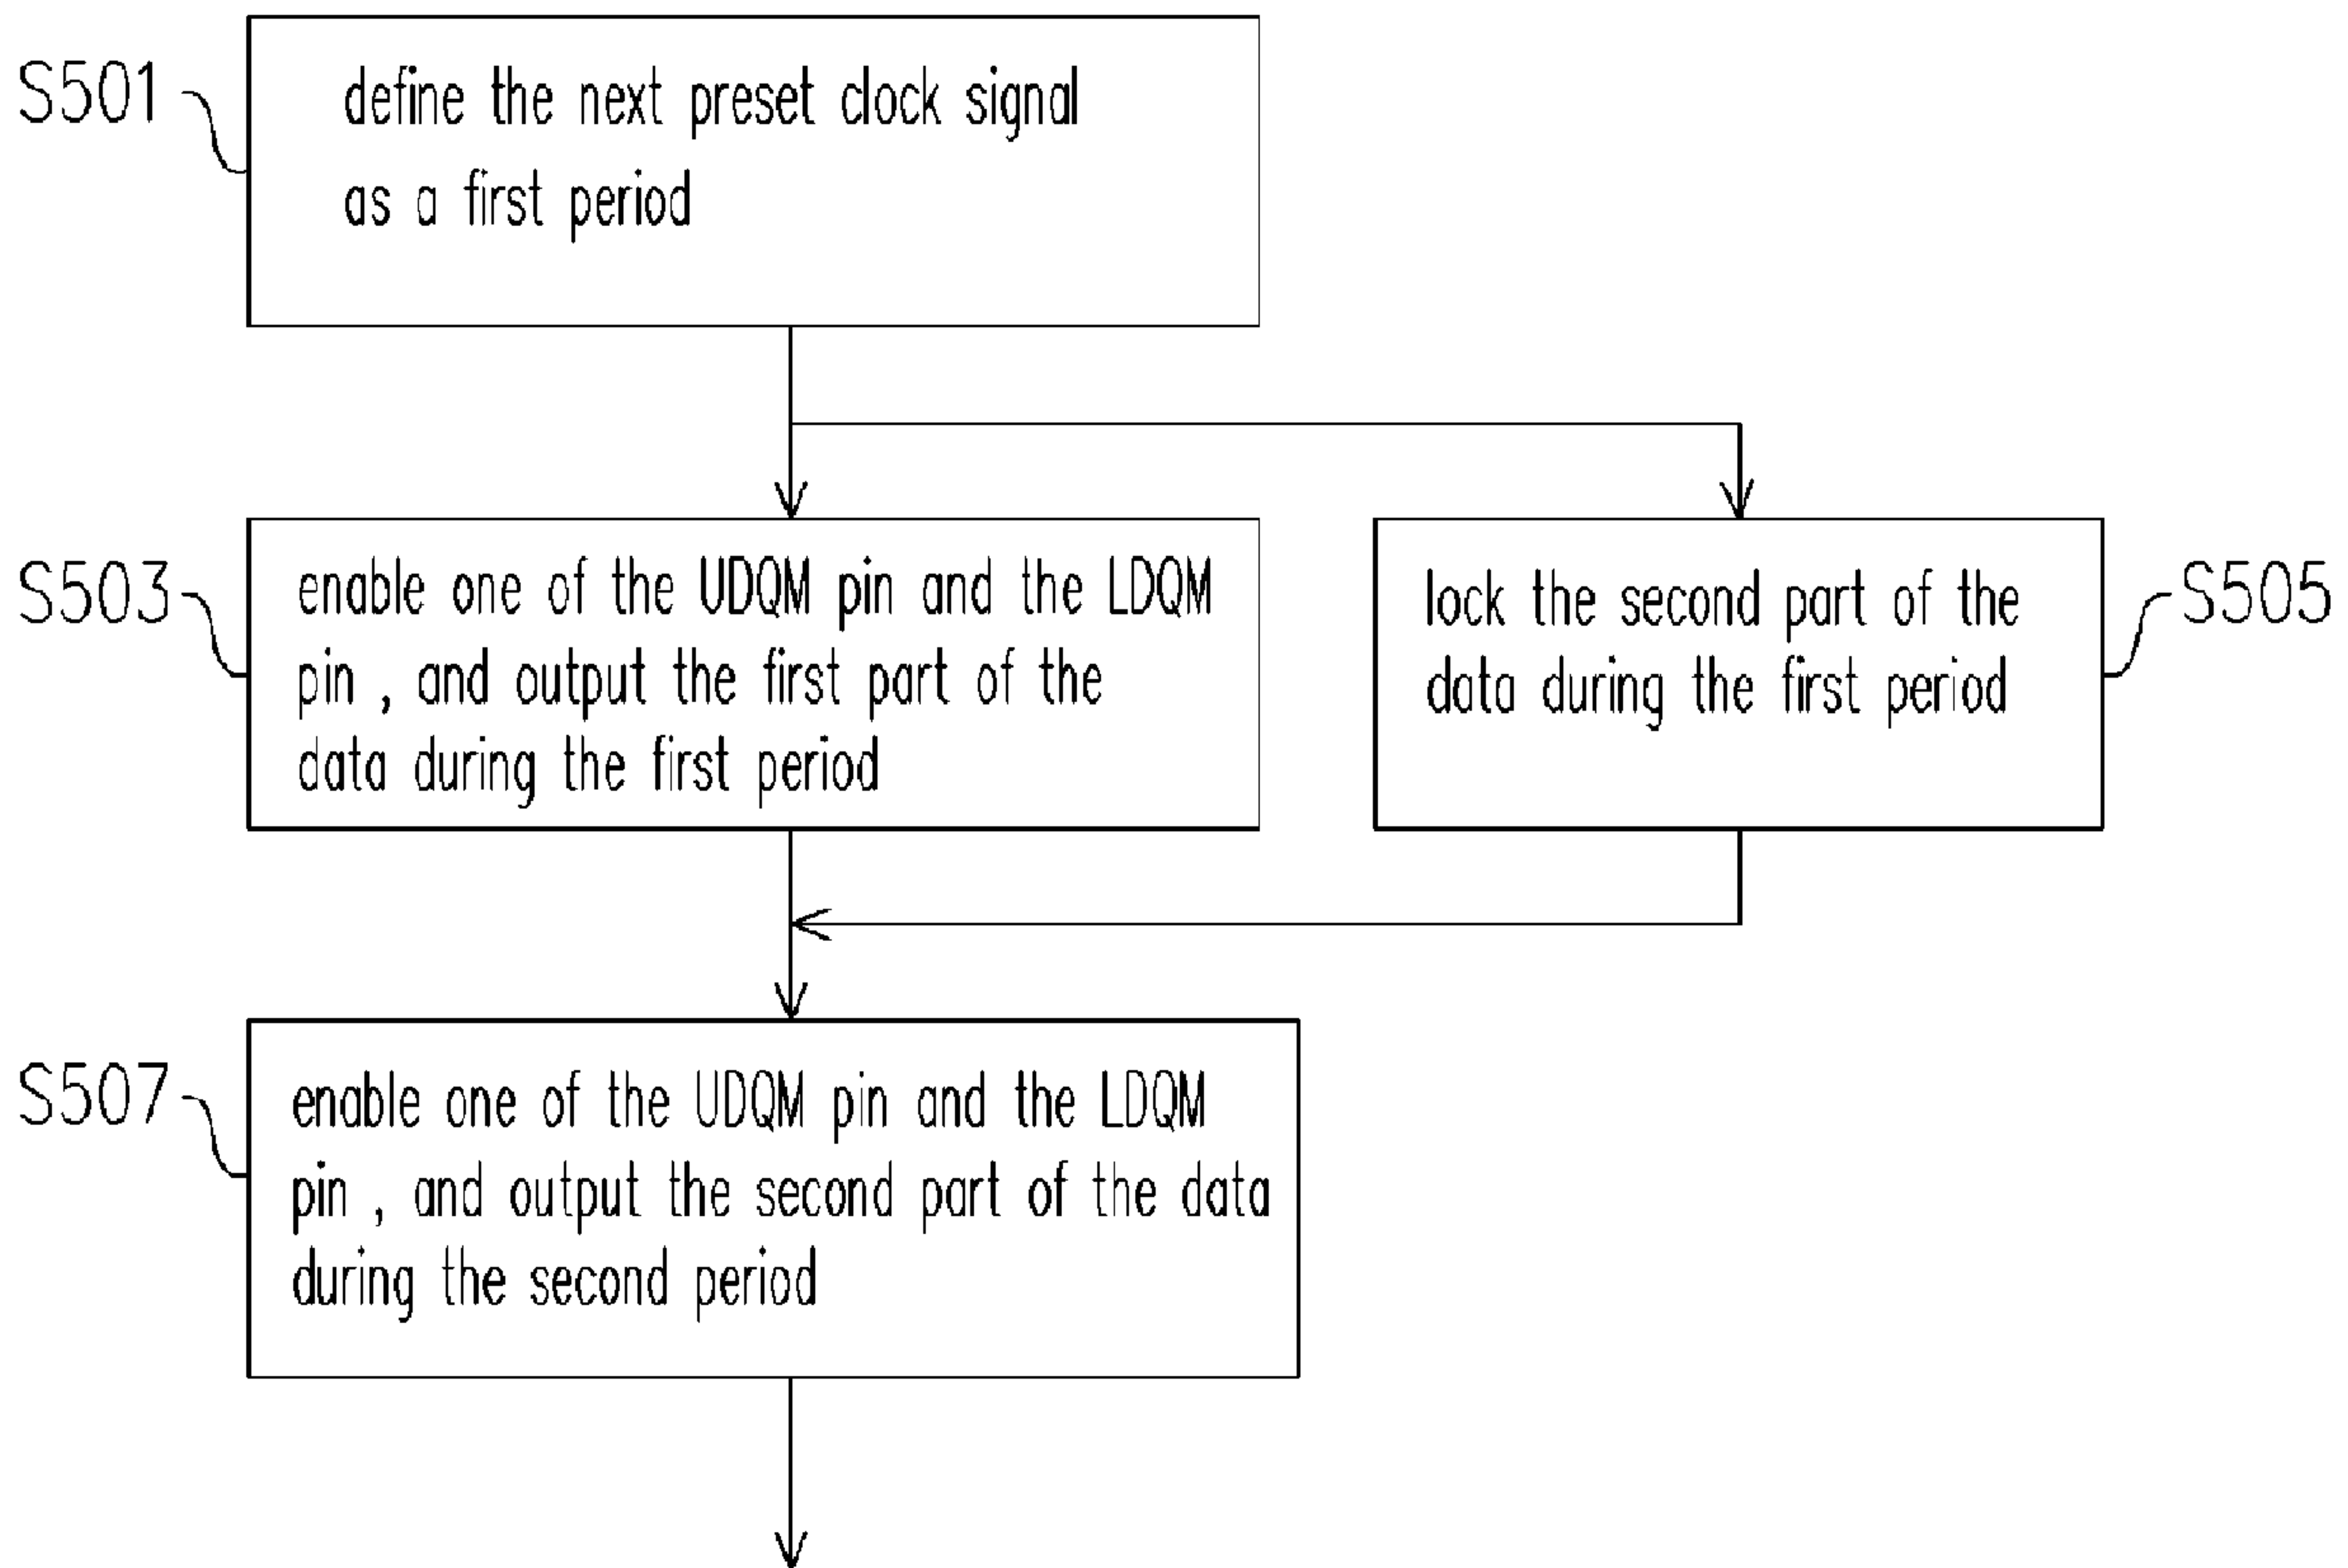 S501
define the next preset clock signal
as a first period
S503
enable one of the UDQM pin and the LDQM
pin , and output the first part of the
data during the first period
lock the second part of the
data during the first period
S505
S507
enable one of the UDQM pin and the LDQM
pin , and output the second part of the data
during the second period